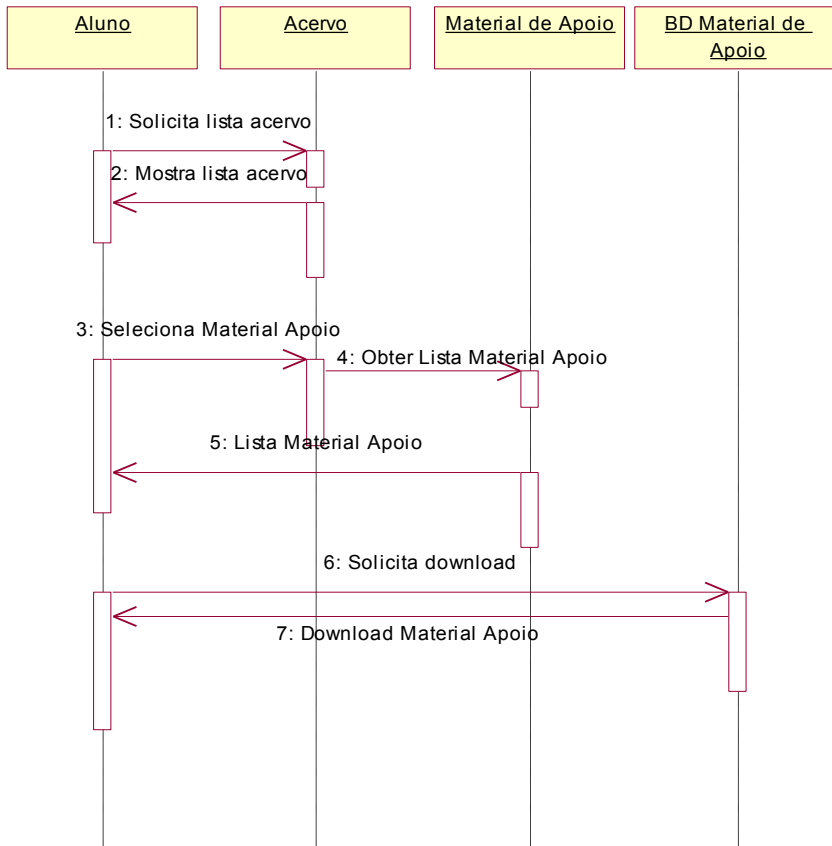 Aluno
Acervo
Material de Apoio
BD Material de
Apoio
1: Solicita lista acervo
2: Mostra lista acervo
3: Seleciona Material Apoio
4: Obter Lista Material Apoio
5: Lista Material Apoio
6: Solicita download
7: Download Material Apoio